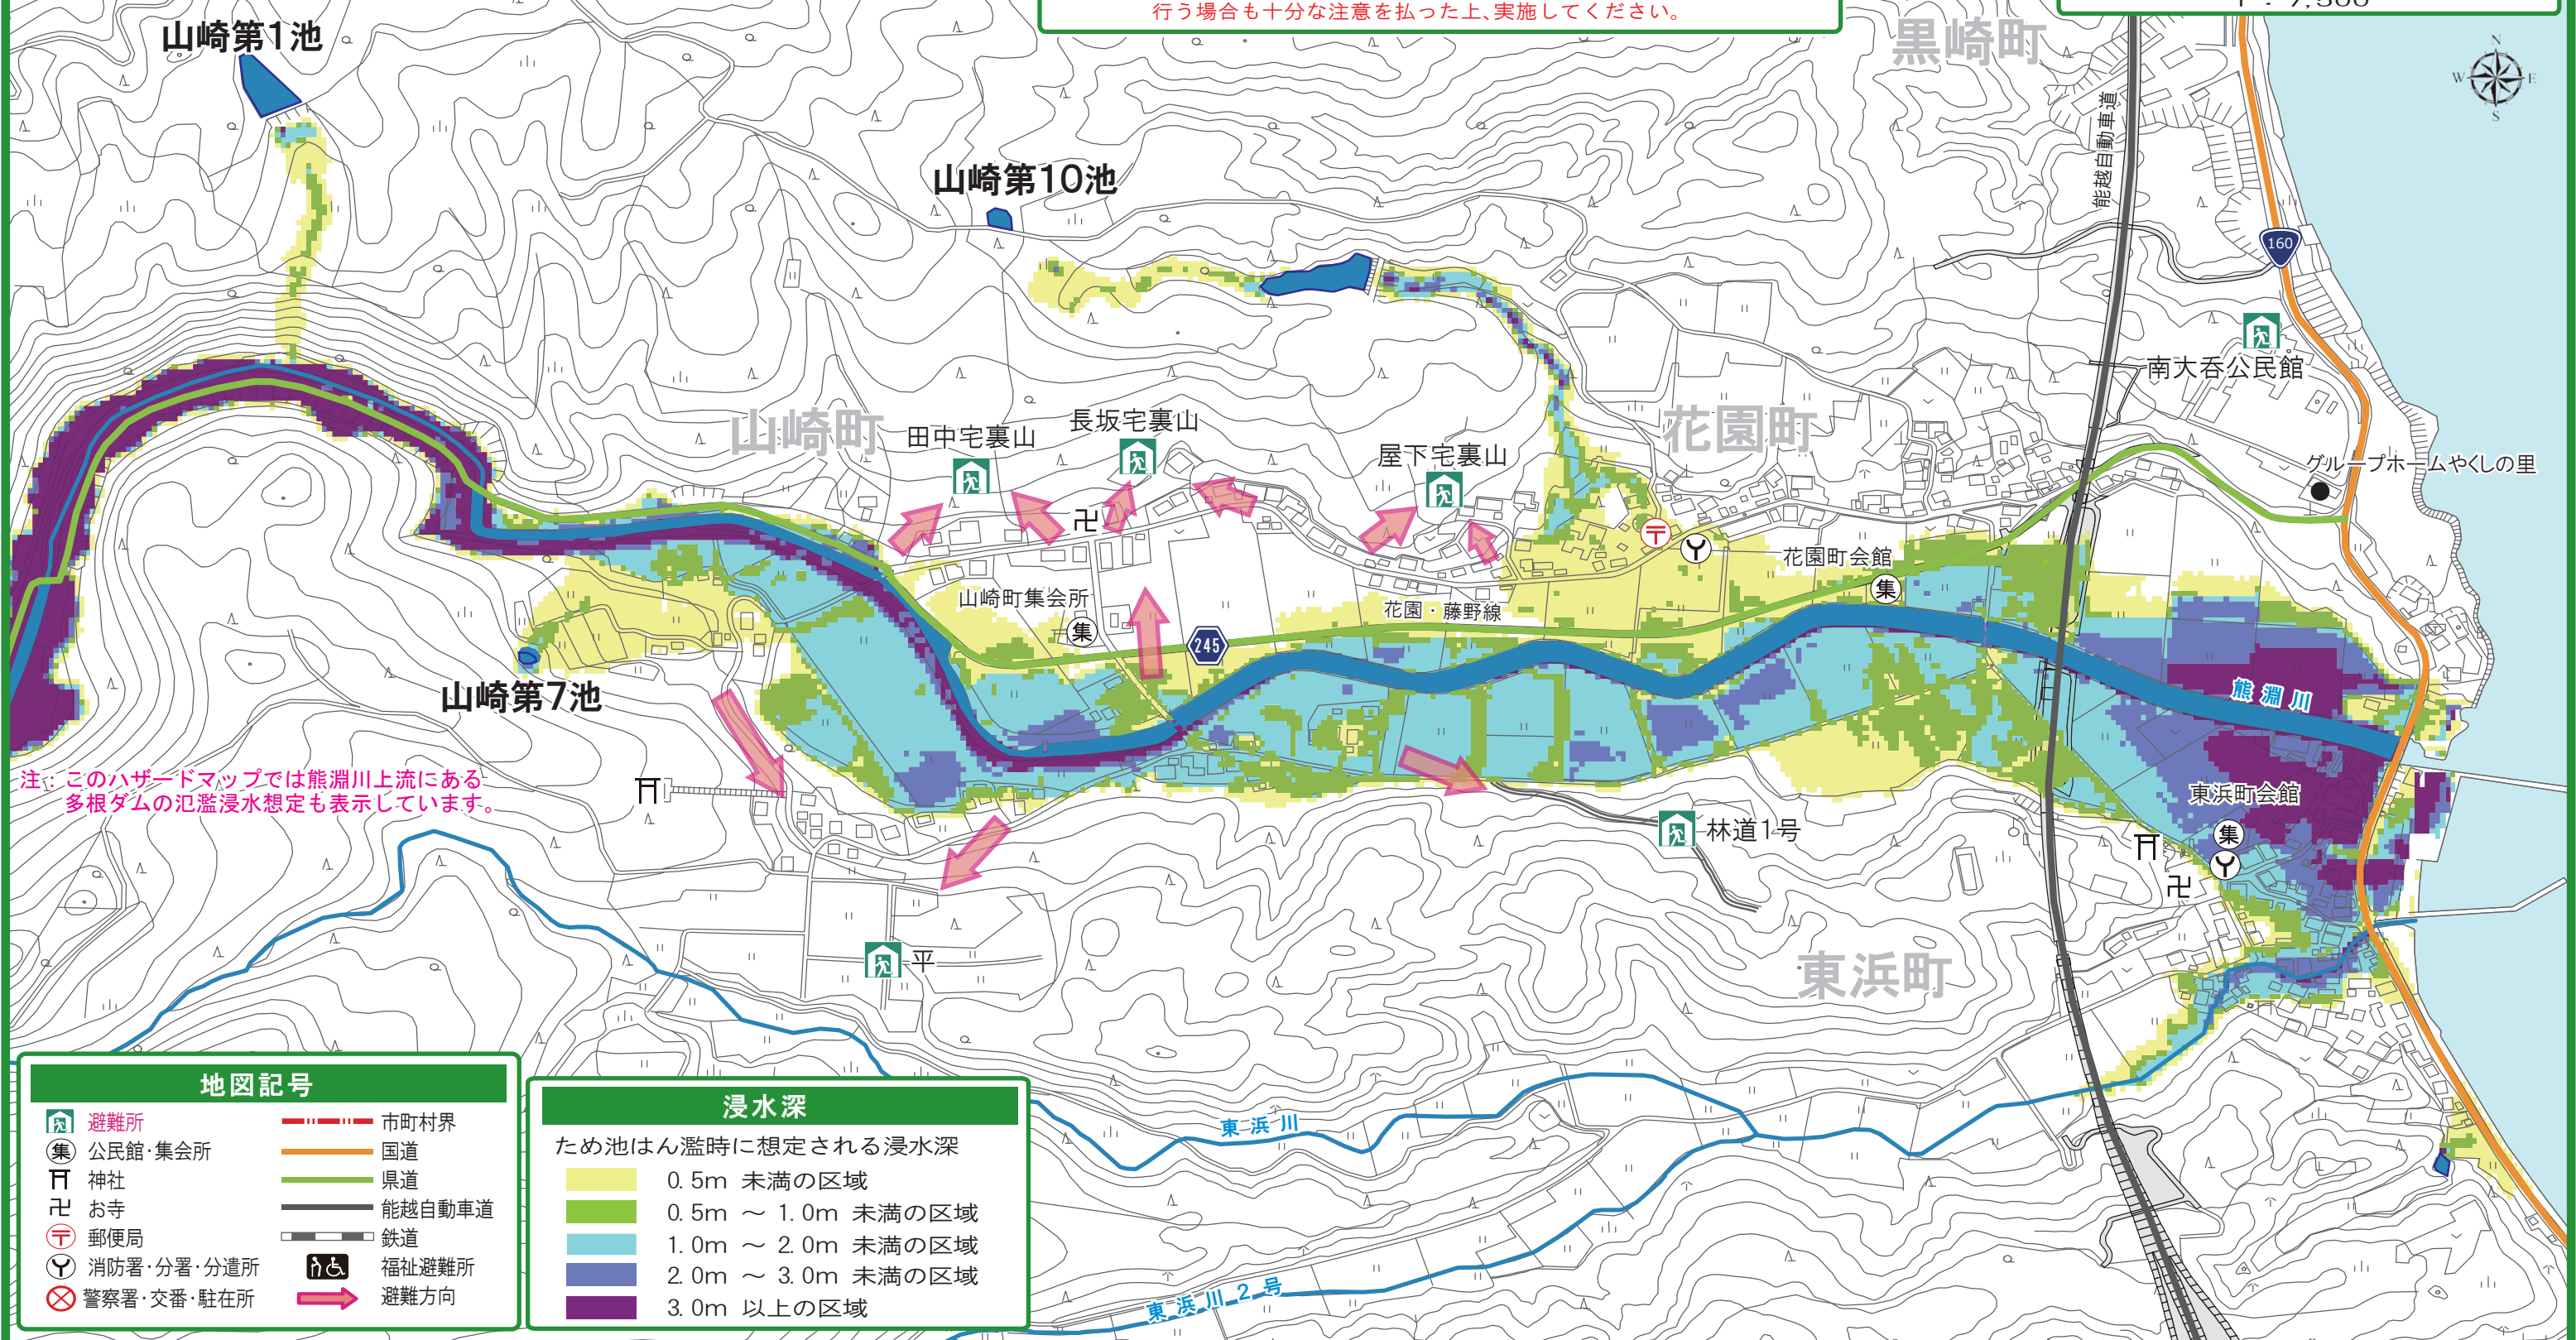 行う場合も十分な注意を払った上、実施してください。
山崎第1池
黒崎町
N
W
E
S
能越自動車道
山崎第10池
160
南大呑公民館
山崎町
田中宅裏山
長坂宅裏山
屋下宅裏山
花園町
グループホームやくしの里
花園町会館
集
山崎町集会所
集
花園・藤野線
245
山崎第7池
熊淵川
注：このハザードマップでは熊淵川上流にある
多根ダムの氾濫浸水想定も表示しています。
東浜町会館
集
林道1号
平
東浜町
東浜川
東浜川2号
地図記号
避難所
市町村界
集
公民館・集会所
国道
神社
県道
お寺
能越自動車道
郵便局
鉄道
消防署・分署・分遣所
福祉避難所
警察署・交番・駐在所
避難方向
浸水深
ため池はん濫時に想定される浸水深
0.5m 未満の区域
0.5m ～ 1.0m 未満の区域
1.0m ～ 2.0m 未満の区域
2.0m ～ 3.0m 未満の区域
3.0m 以上の区域